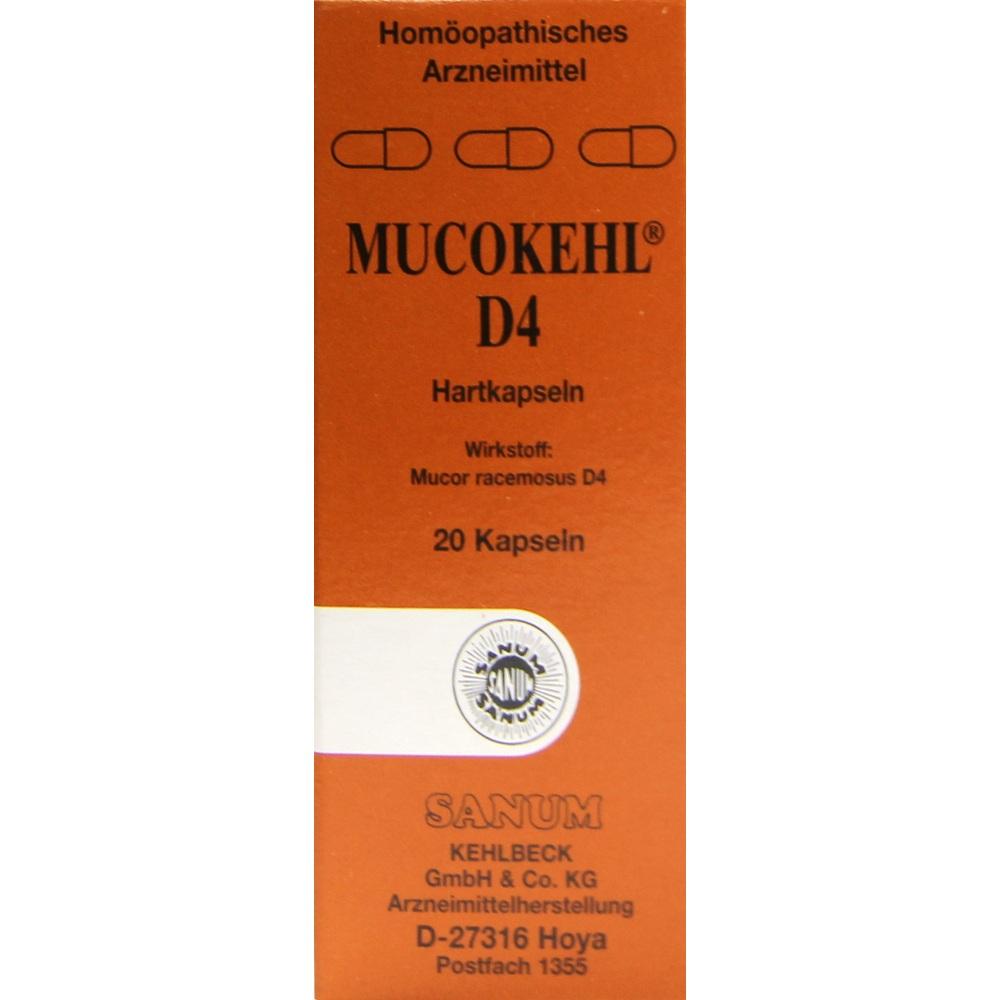 Homöopathisches
Arzneimittel
MUCOKEHL®
D4
Hartkapseln
Wirkstoff:
Mucor racemosus D4
20 Kapseln
SANUM
SANUM
SANUM
SANUM
KEHLBECK
GmbH & Co. KG
Arzneimittelherstellung
D-27316 Hoya
Postfach 1355